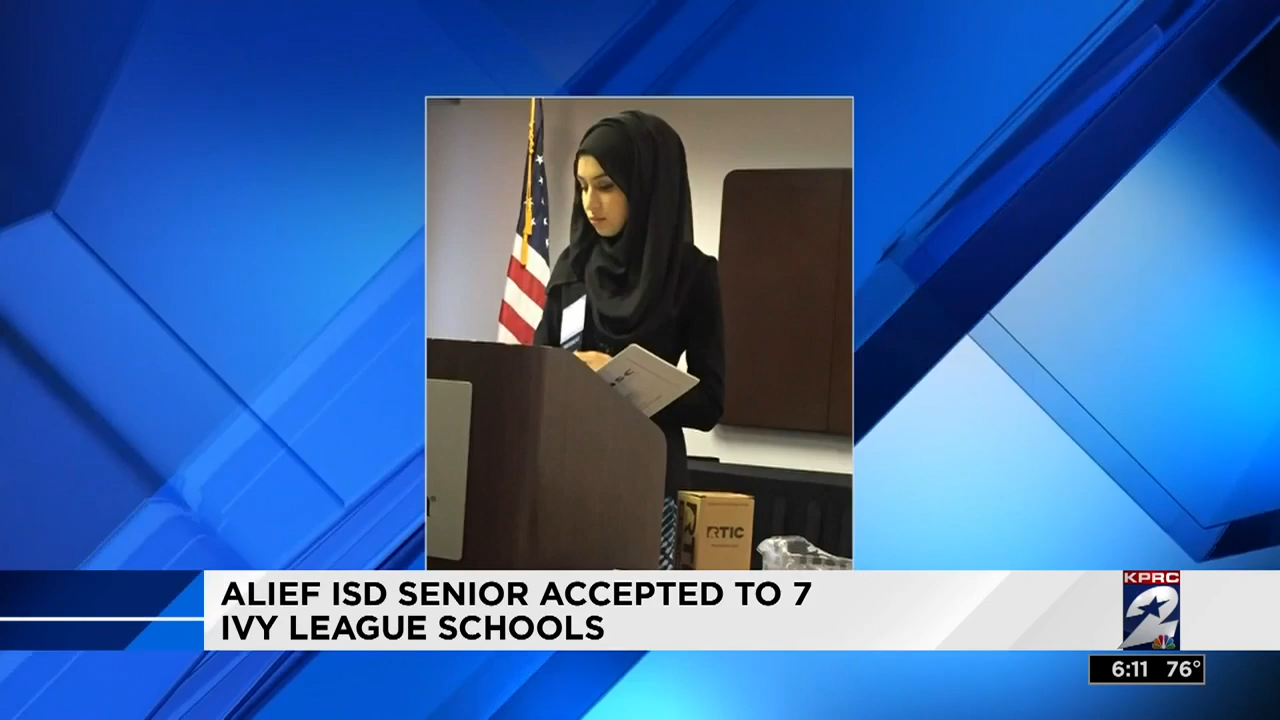 RTIC
ALIEF ISD SENIOR ACCEPTED TO 7
IVY LEAGUE SCHOOLS
KPRC
2
6:11 76°